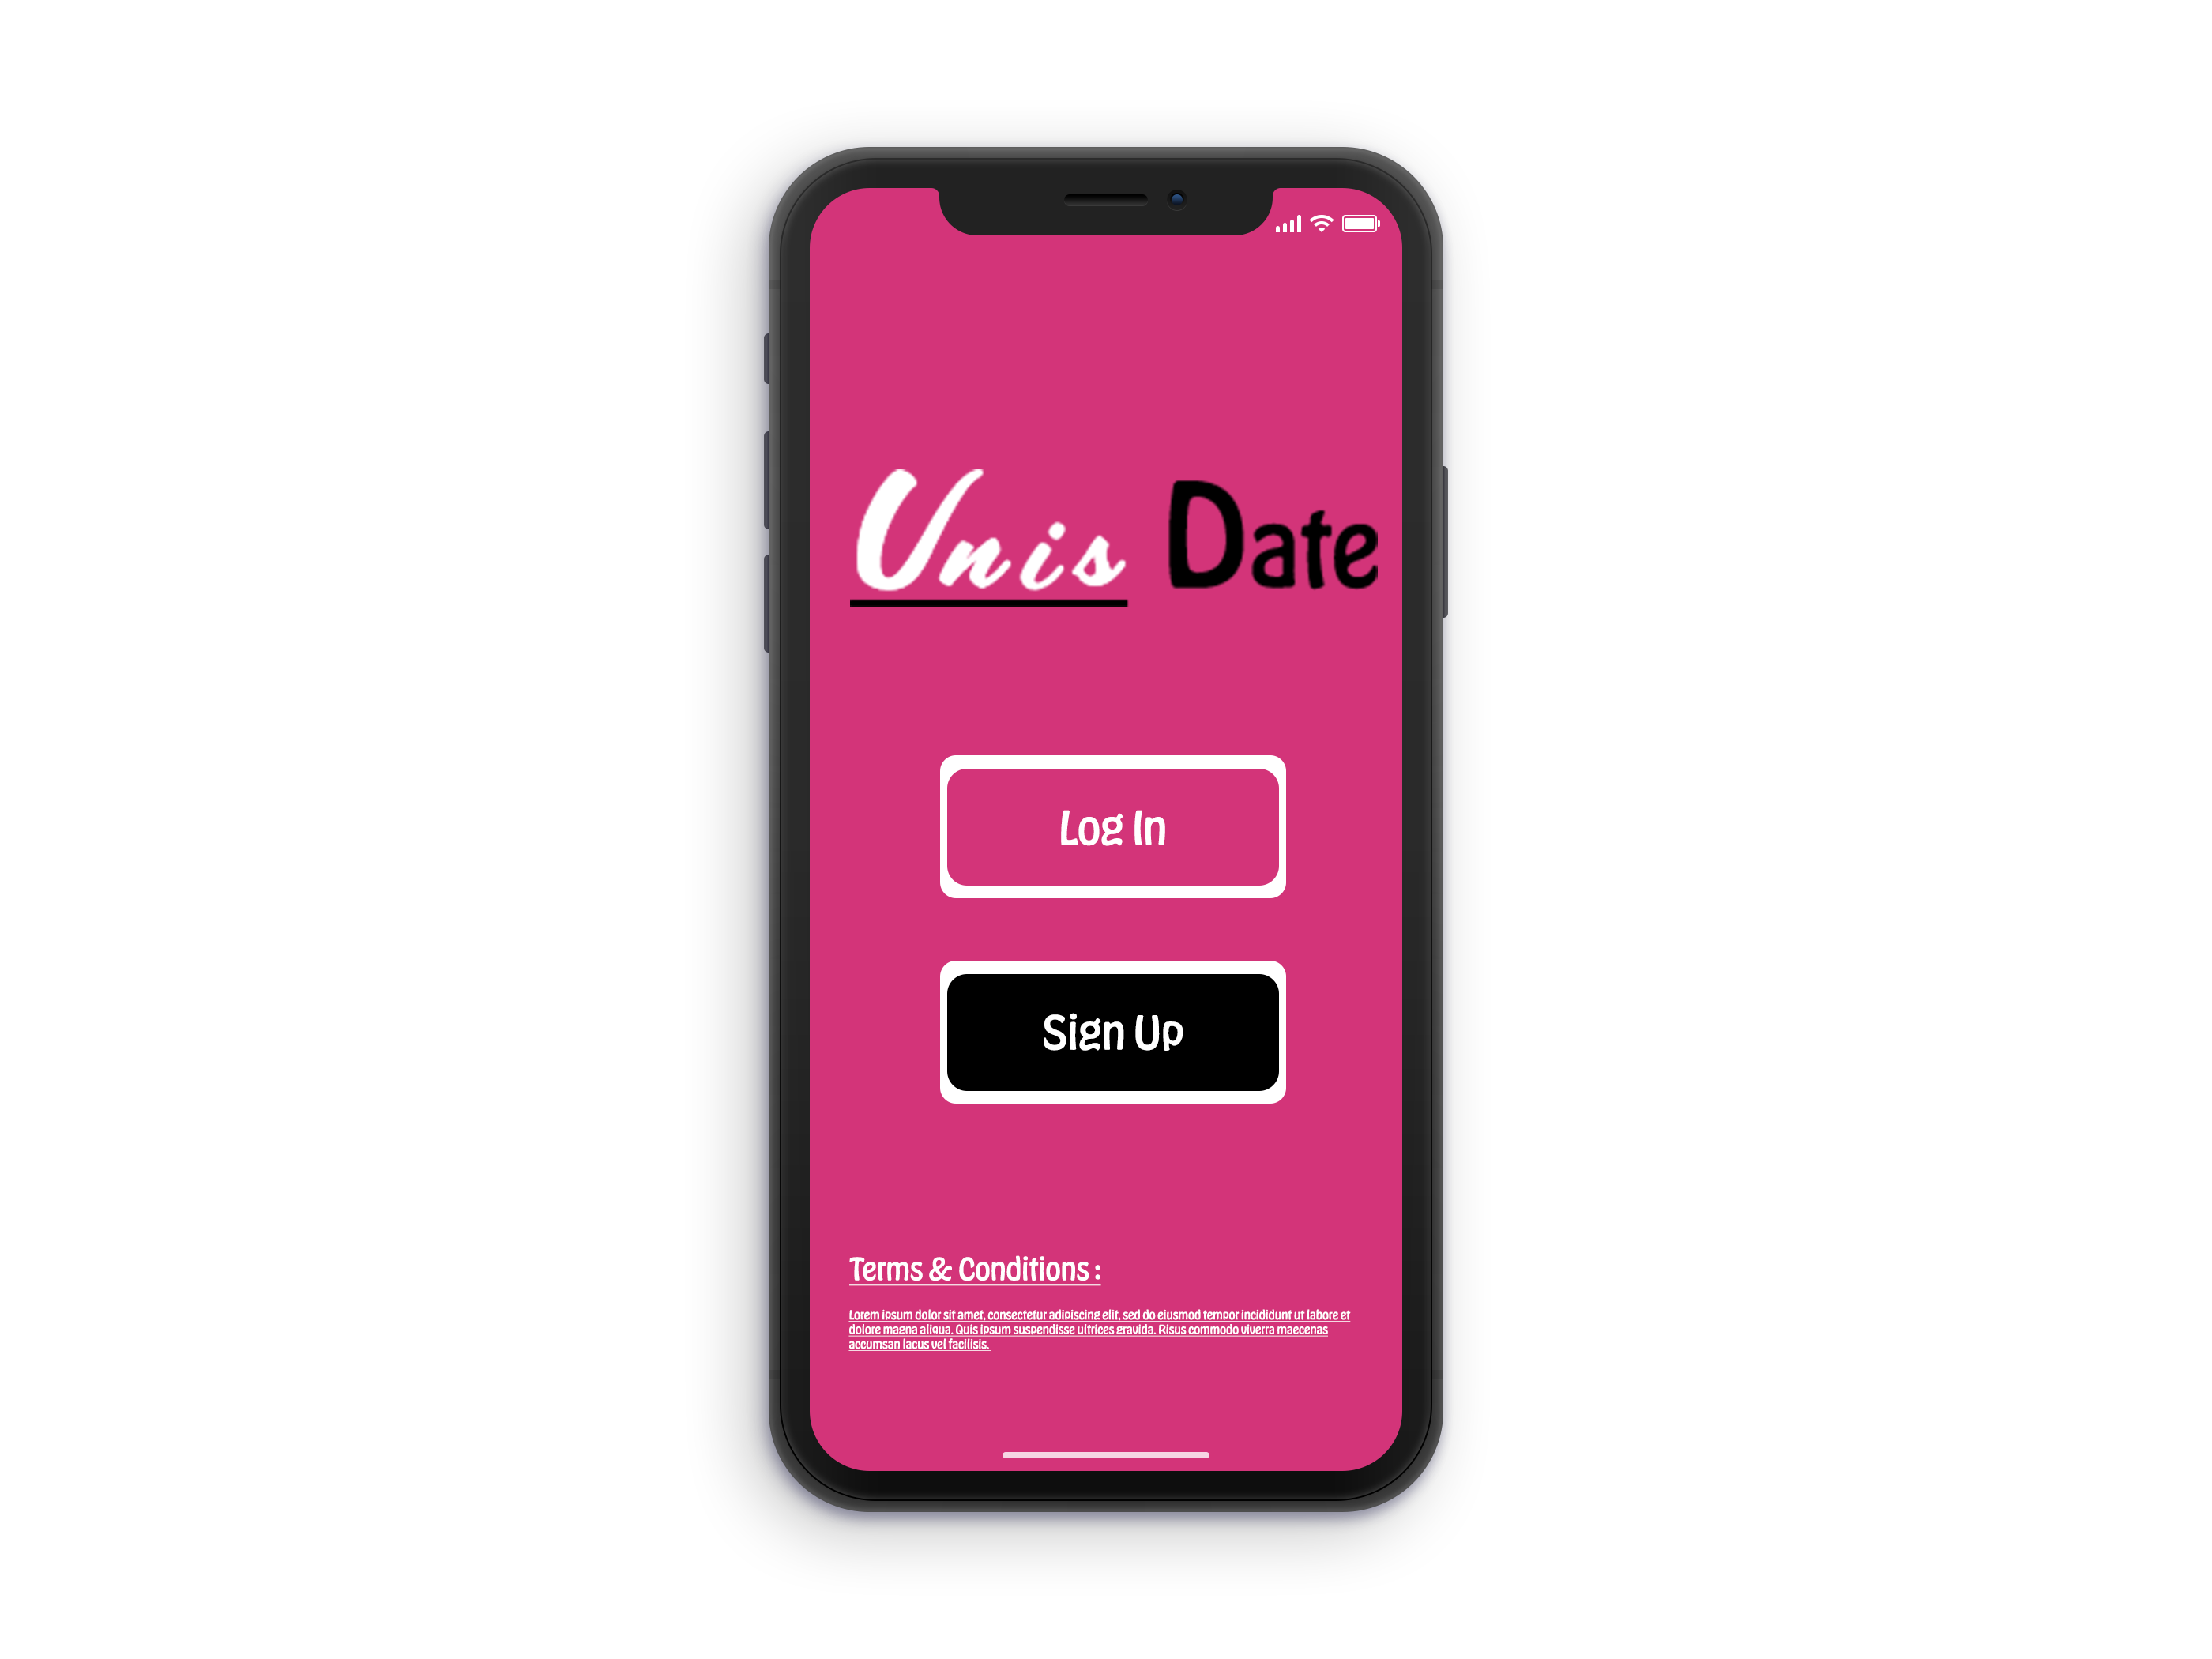 Unis Date
Log In
Sign Up
Terms & Conditions :
Lorem ipsum dolor sit amet, consectetur adipiscing elit, sed do eiusmod tempor incididunt ut labore et
dolore magna aliqua. Quis ipsum suspendisse ultrices gravida. Risus commodo viverra maecenas
accumsan lacus vel facilisis.